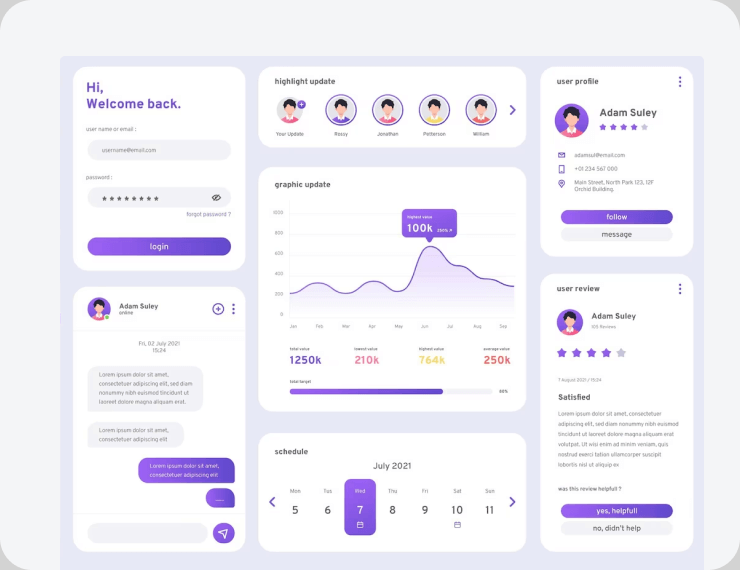 Hi,
Welcome back.
user name or email :
username@email.com
password :
********
forgot password ?
login
Adam Suley
online
Fri, 02 July 2021
15:24
Lorem ipsum dolor sit amet,
consectetuer adipiscing elit, sed diam
nonummy nibh euismod tincidunt ut
laoreet dolore magna aliquam erat.
Lorem ipsum dolor sit amet,
consectetuer adipiscing elit
Lorem ipsum dolor sit amet,
consectetuer adipiscing elit
....
highlight update
Your Update
Rossy
Jonathan
Petterson
William
graphic update
1000
800
600
400
200
0
highest value
100k
Jan Feb Mar Apr May Jun Jul Aug Sep
total value
1250k
lowest value
210k
highest value
764k
average value
250k
total target
schedule
July 2021
Mon Tue Wed Thu Fri Sat Sun
5 6 7 8 9 10 11
user profile
Adam Suley
adamsul@email.com
+01 234 567 000
Main Street, North Park 123, 12F
Orchid Building.
follow
message
user review
Adam Suley
Reviews
7 August 2021 / 15:24
Satisfied
Lorem ipsum dolor sit amet, consectetuer
adipiscing elit, sed diam nonummy nibh euismod
tincidunt ut laoreet dolore magna aliquam erat
volutpat. Ut wisi enim ad minim veniam, quis
nostrud exerci tation ullamcorper suscipit
lobortis nisl ut aliquip ex
was this review helpfull ?
yes, helpfull
no, didn't help